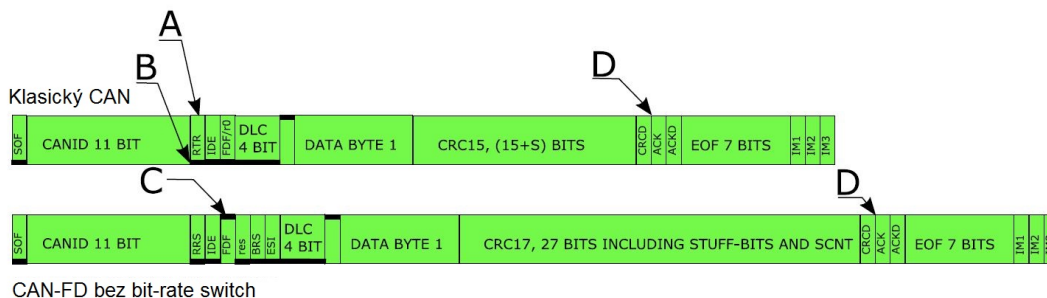 A
B
D
Klasický CAN
SOF CANID 11 BIT RTR IDE FDF/r0 DLC 4 BIT DATA BYTE 1 CRC15, (15+S) BITS CRCD ACK ACKD EOF 7 BITS IM1 IM2 IM3
C
D
SOF CANID 11 BIT RRS IDE FDF res BRS ESI DLC 4 BIT DATA BYTE 1 CRC17, 27 BITS INCLUDING STUFF-BITS AND SCNT CRCD ACK ACKD EOF 7 BITS IM1 IM2
CAN-FD bez bit-rate switch